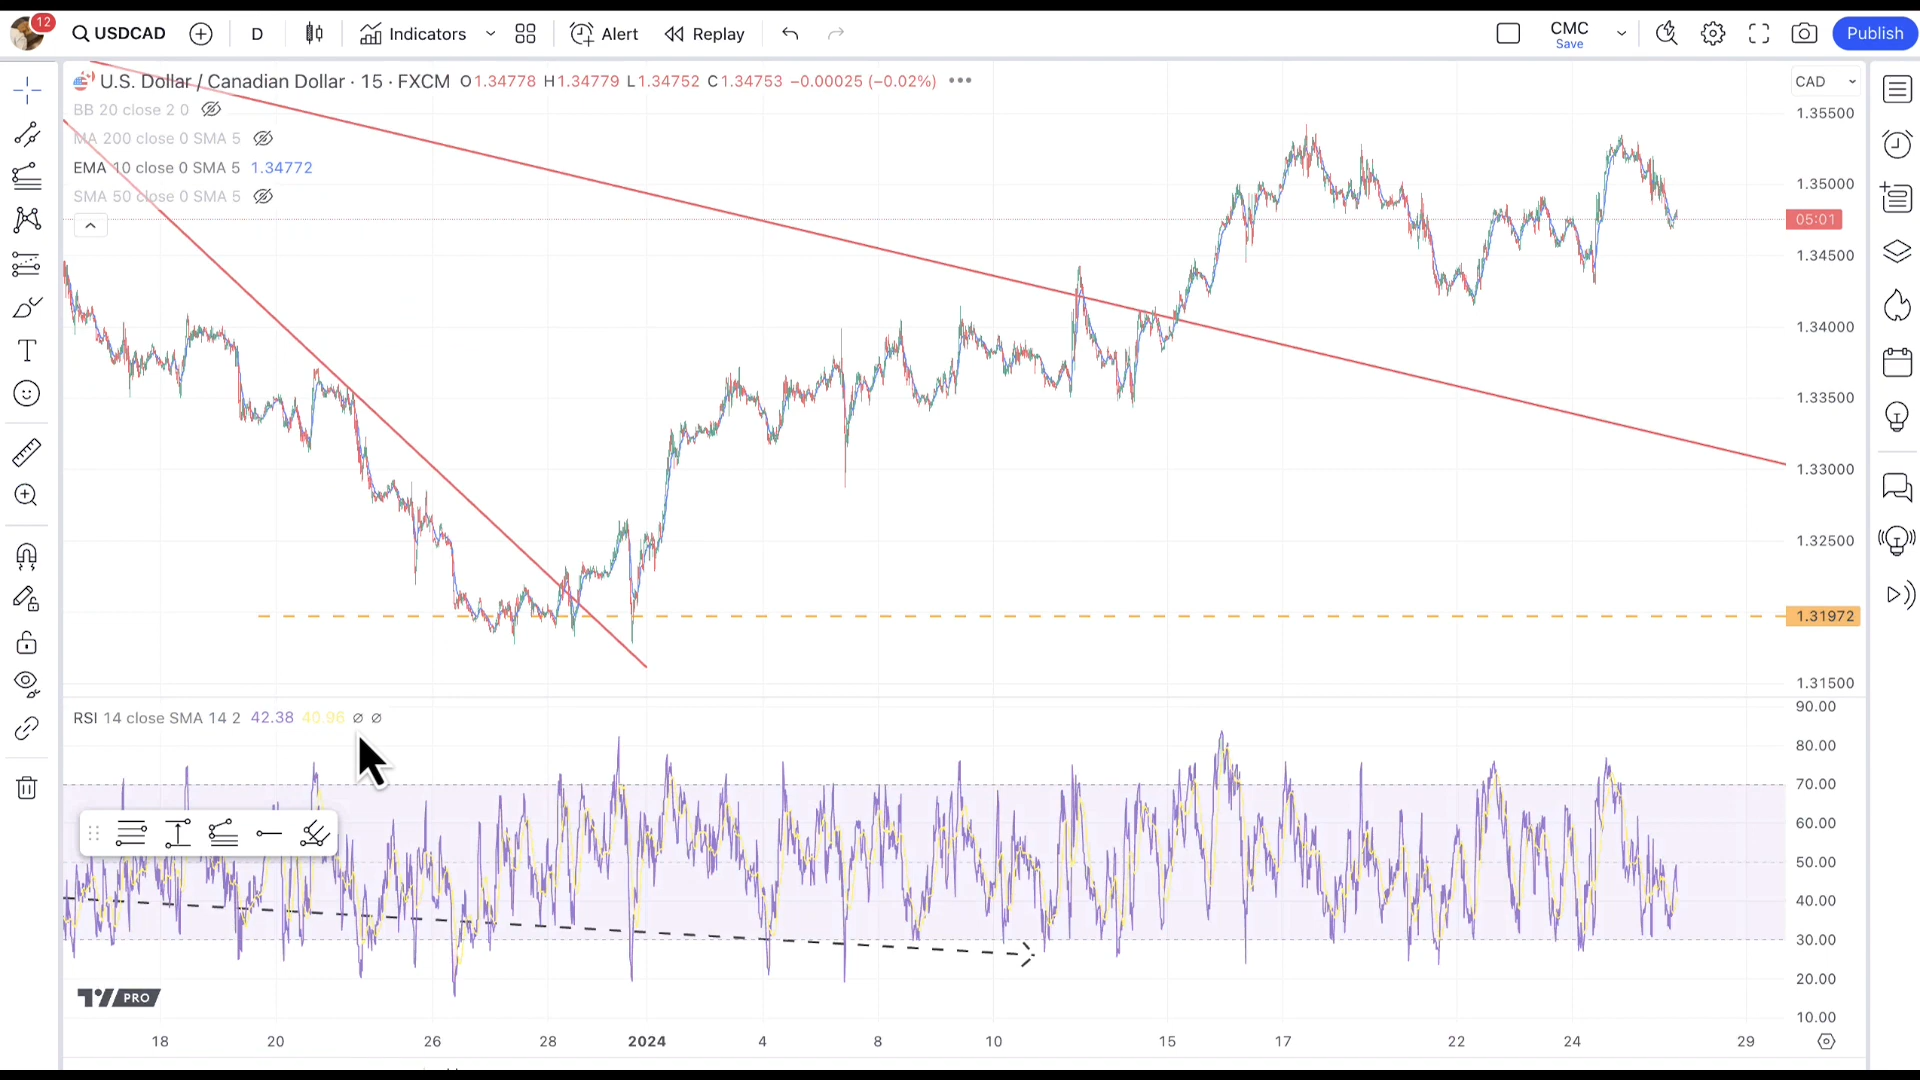 12
USDCAD
D
Indicators
Alert
Replay
CMC
Save
Publish
U.S. Dollar / Canadian Dollar · 15 · FXCM O1.34778 H1.34779 L1.34752 C1.34753 −0.00025 (−0.02%)
CAD
BB 20 close 2 0
MA 200 close 0 SMA 5
EMA 10 close 0 SMA 5 1.34772
SMA 50 close 0 SMA 5
1.35500
1.35000
05:01
1.34500
1.34000
1.33500
1.33000
1.32500
1.31972
1.31500
RSI 14 close SMA 14 2 42.38 40.96 ∅ ∅
90.00
80.00
70.00
60.00
50.00
40.00
30.00
20.00
10.00
PRO
18 20 26 28 2024 4 8 10 15 17 22 24 29